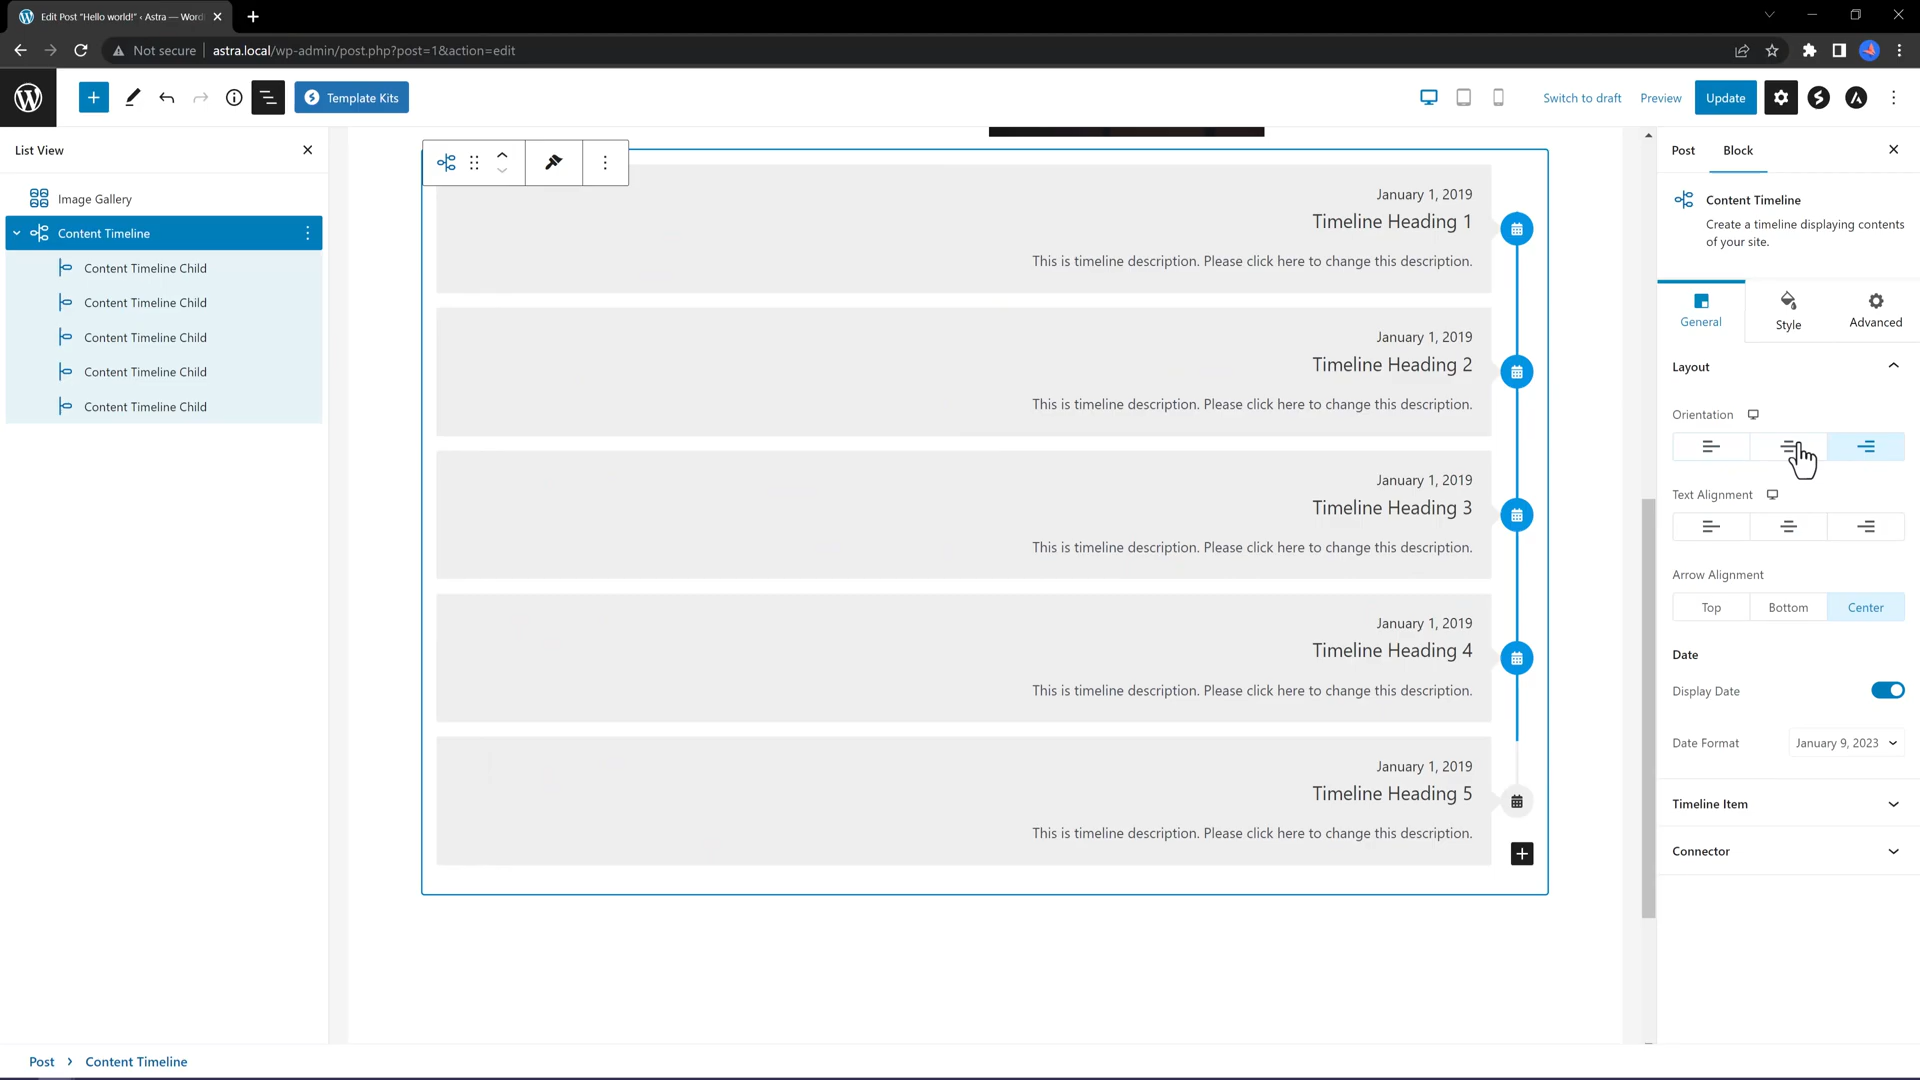 Edit Post "Hello world!" ‹ Astra — Word
Not secure
astra.local/wp-admin/post.php?post=1&action=edit
Template Kits
Switch to draft
Preview
Update
List View
Image Gallery
Content Timeline
Content Timeline Child
Content Timeline Child
Content Timeline Child
Content Timeline Child
Content Timeline Child
January 1, 2019
Timeline Heading 1
This is timeline description. Please click here to change this description.
January 1, 2019
Timeline Heading 2
This is timeline description. Please click here to change this description.
January 1, 2019
Timeline Heading 3
This is timeline description. Please click here to change this description.
January 1, 2019
Timeline Heading 4
This is timeline description. Please click here to change this description.
January 1, 2019
Timeline Heading 5
This is timeline description. Please click here to change this description.
Post
Block
Content Timeline
Create a timeline displaying contents
of your site.
General
Style
Advanced
Layout
Orientation
Text Alignment
Arrow Alignment
Top
Bottom
Center
Date
Display Date
Date Format
January 9, 2023
Timeline Item
Connector
Post
Content Timeline